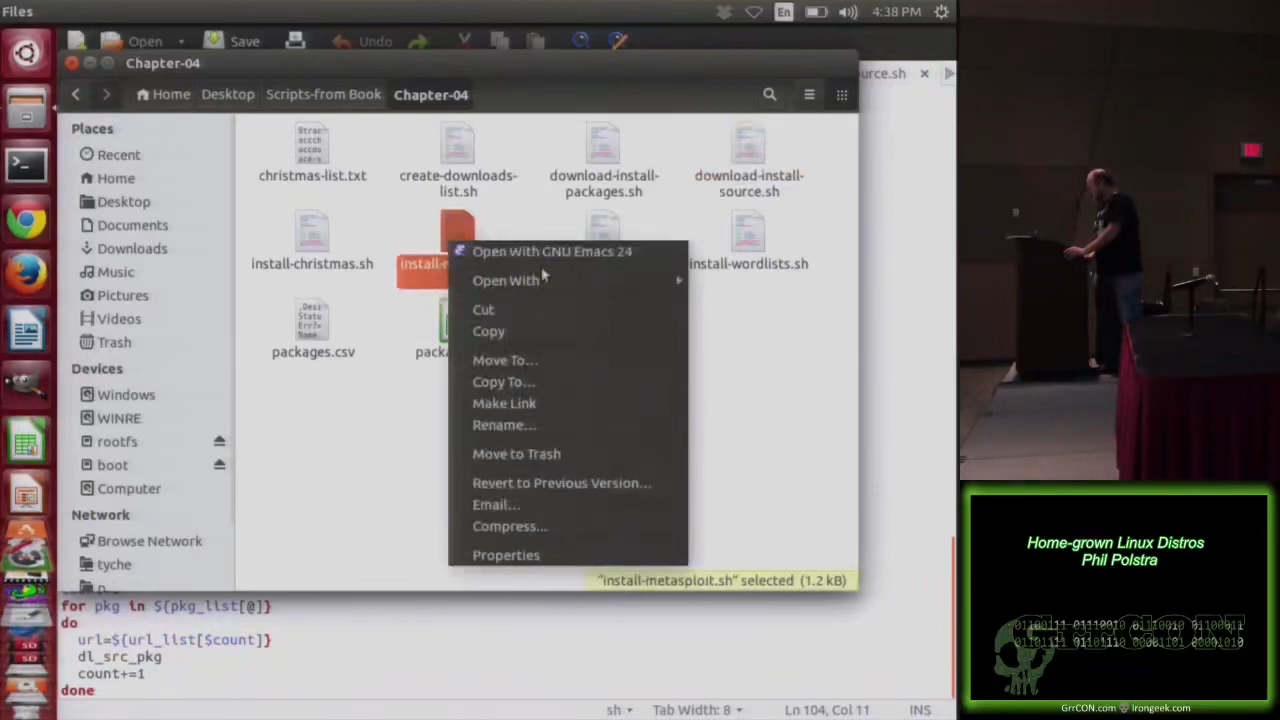 Files
En
4:38 PM
Open
Save
Undo
Chapter-04
urce.sh
Home
Desktop
Scripts-from Book
Chapter-04
Places
Recent
Home
Desktop
Documents
Downloads
Music
Pictures
Videos
Trash
Devices
Windows
WINRE
rootfs
boot
Computer
Network
Browse Network
tyche
christmas-list.txt
create-downloads-
list.sh
download-install-
packages.sh
download-install-
source.sh
install-christmas.sh
install-
install-wordlists.sh
packages.csv
pack
Open With GNU Emacs 24
Open With
Cut
Copy
Move To...
Copy To...
Make Link
Rename...
Move to Trash
Revert to Previous Version...
Email...
Compress...
Properties
"install-metasploit.sh" selected (1.2 kB)
for pkg in ${pkg_list[@]}
do
url=${url_list[$count]}
dl_src_pkg
count+=1
done
sh
Tab Width: 8
Ln 104, Col 11
INS
Home-grown Linux Distros
Phil Polstra
GrrCON
GrrCON.com Irongeek.com